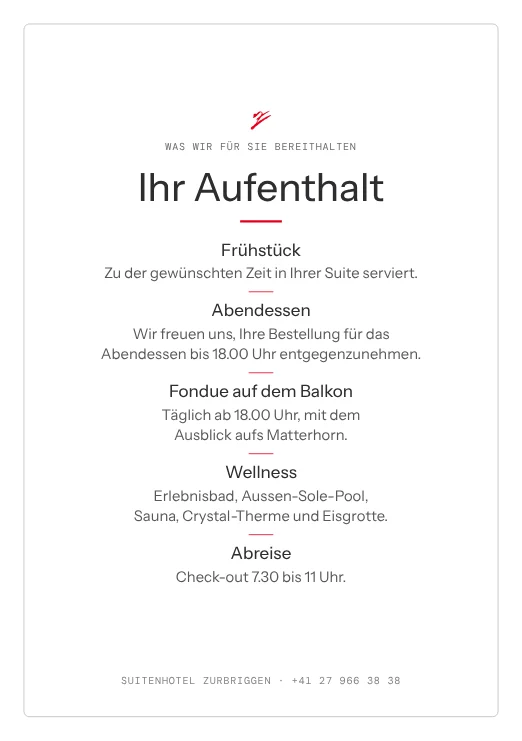 WAS WIR FÜR SIE BEREITHALTEN
Ihr Aufenthalt
Frühstück
Zu der gewünschten Zeit in Ihrer Suite serviert.
Abendessen
Wir freuen uns, Ihre Bestellung für das
Abendessen bis 18.00 Uhr entgegenzunehmen.
Fondue auf dem Balkon
Täglich ab 18.00 Uhr, mit dem
Ausblick aufs Matterhorn.
Wellness
Erlebnisbad, Aussen-Sole-Pool,
Sauna, Crystal-Therme und Eisgrotte.
Abreise
Check-out 7.30 bis 11 Uhr.
SUITENHOTEL ZURBRIGGEN · +41 27 966 38 38